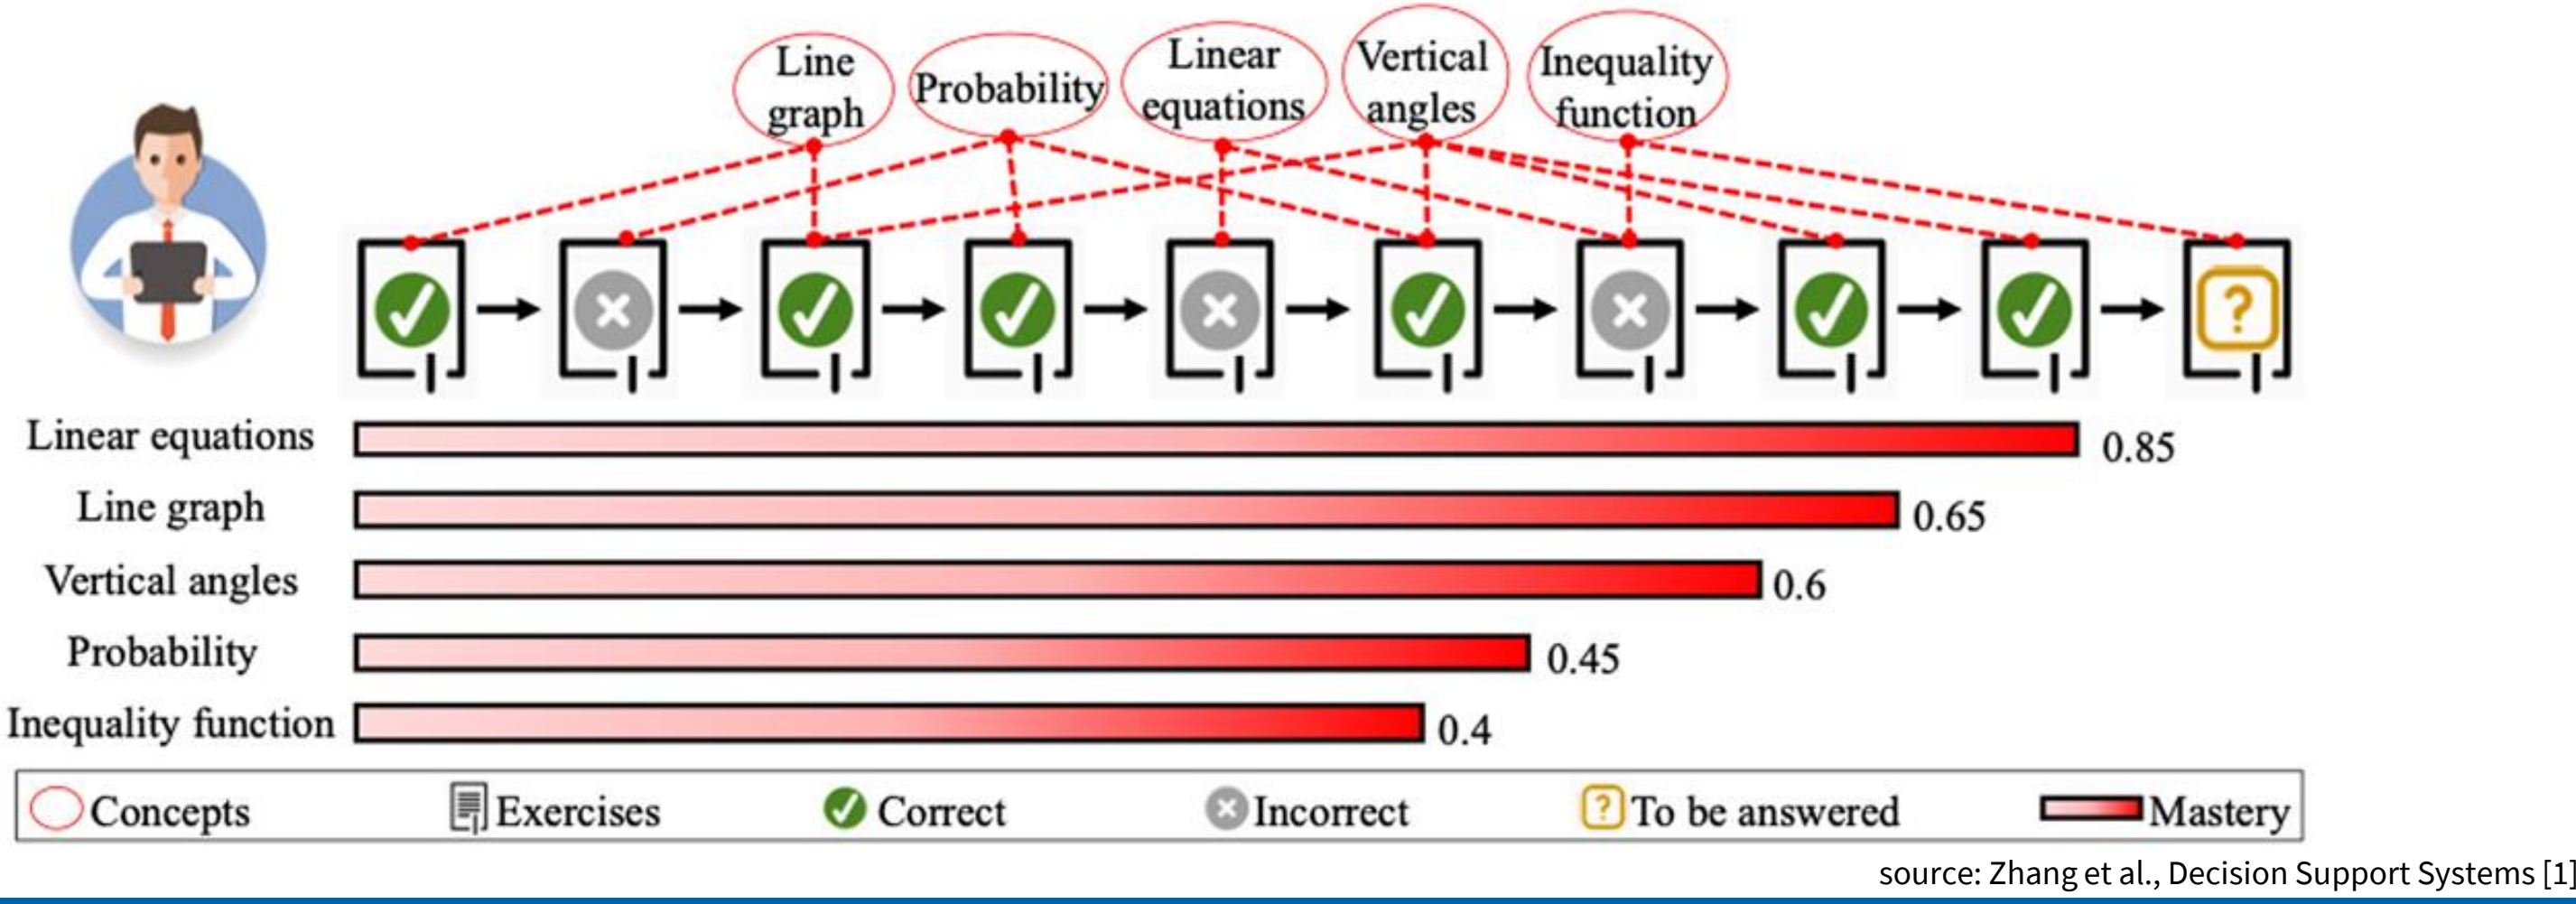 Line
graph
Probability
Linear
equations
Vertical
angles
Inequality
function
?
Linear equations 0.85
Line graph 0.65
Vertical angles 0.6
Probability 0.45
Inequality function 0.4
Concepts Exercises Correct Incorrect ? To be answered Mastery
source: Zhang et al., Decision Support Systems [1]